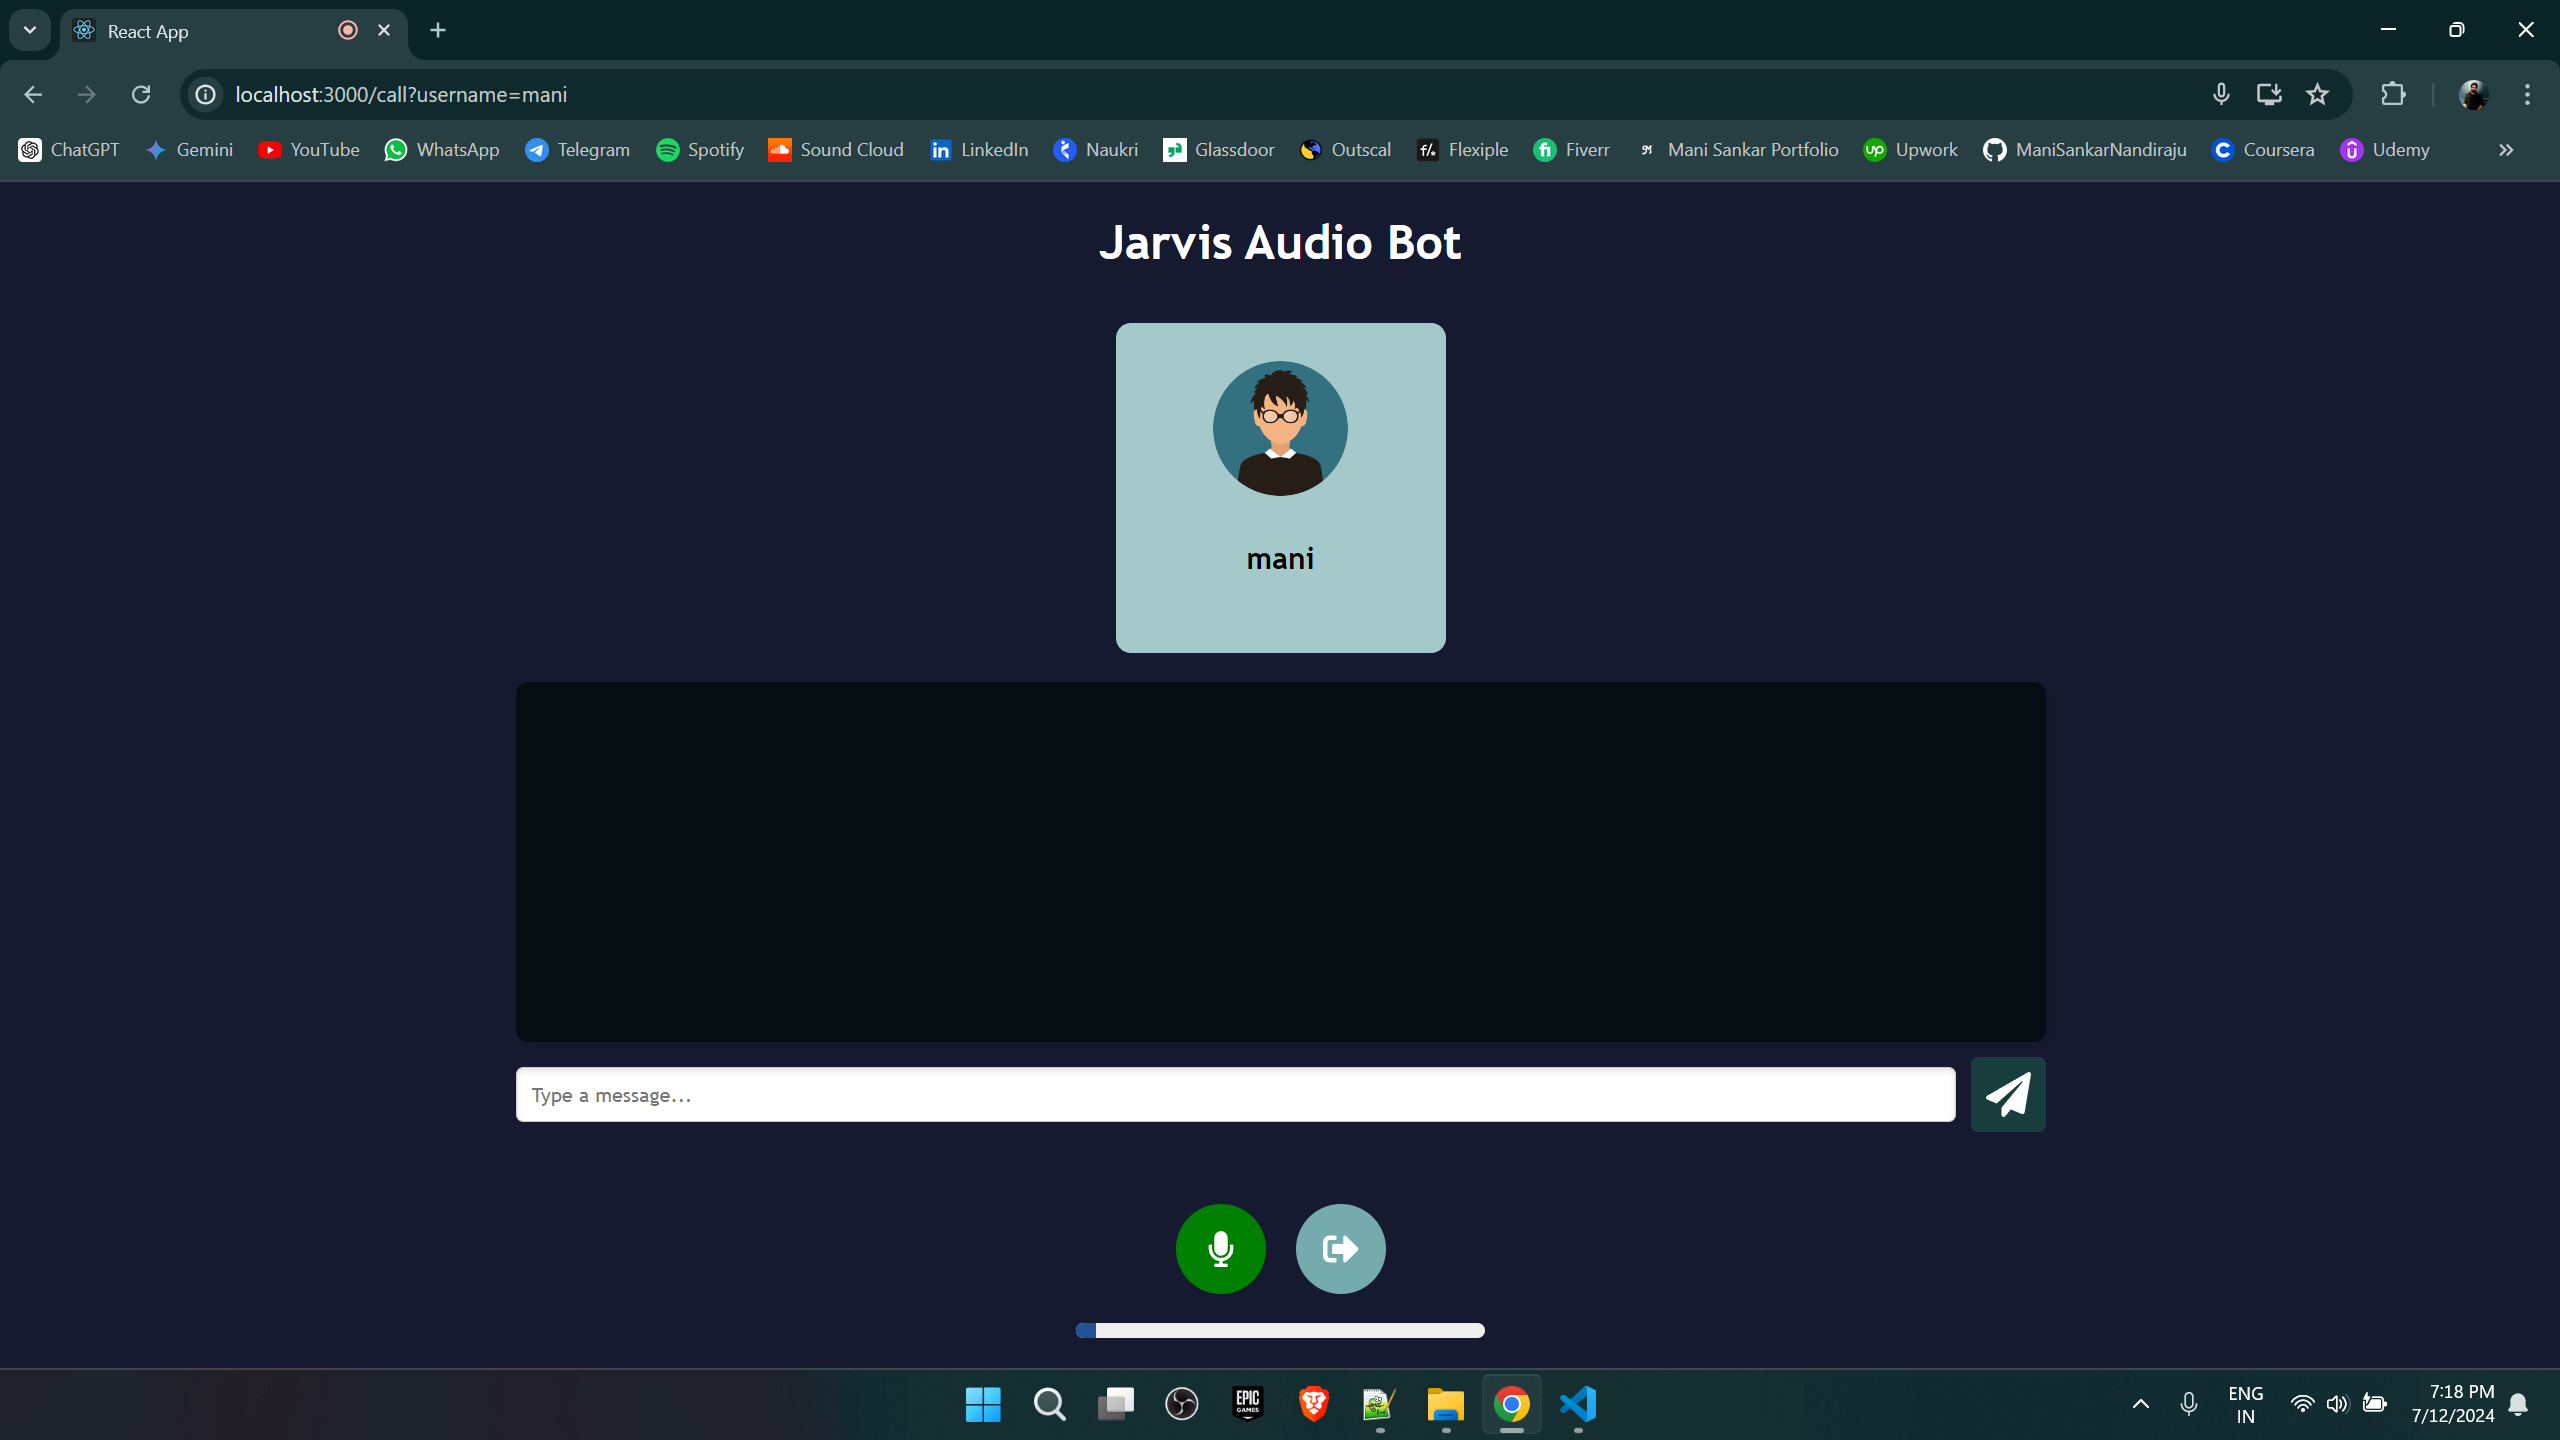 React App
localhost:3000/call?username=mani
ChatGPT Gemini YouTube WhatsApp Telegram Spotify Sound Cloud LinkedIn Naukri Glassdoor Outscal Flexiple Fiverr Mani Sankar Portfolio Upwork ManiSankarNandiraju Coursera Udemy
Jarvis Audio Bot
mani
Type a message...
EPIC GAMES
ENG
IN
7:18 PM
7/12/2024